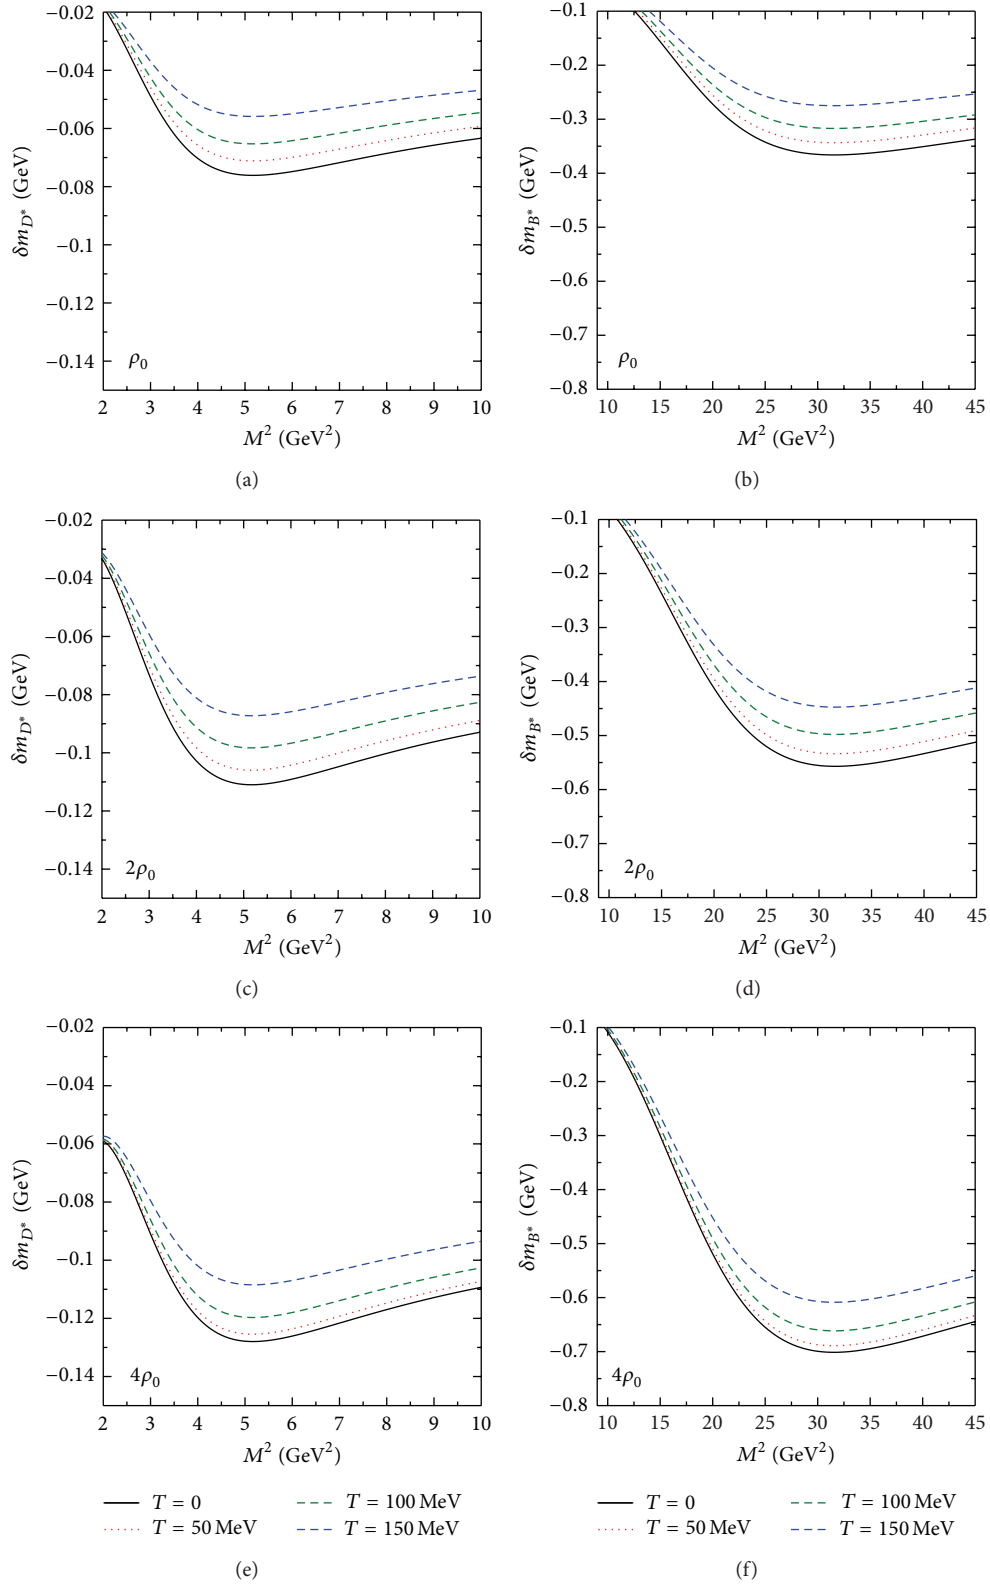 −0.02
−0.04
−0.06
−0.08
−0.1
−0.12
−0.14
δm_D* (GeV)
ρ₀
2 3 4 5 6 7 8 9 10
M² (GeV²)
(a)
−0.1
−0.2
−0.3
−0.4
−0.5
−0.6
−0.7
−0.8
δm_B* (GeV)
ρ₀
10 15 20 25 30 35 40 45
M² (GeV²)
(b)
−0.02
−0.04
−0.06
−0.08
−0.1
−0.12
−0.14
δm_D* (GeV)
2ρ₀
2 3 4 5 6 7 8 9 10
M² (GeV²)
(c)
−0.1
−0.2
−0.3
−0.4
−0.5
−0.6
−0.7
−0.8
δm_B* (GeV)
2ρ₀
10 15 20 25 30 35 40 45
M² (GeV²)
(d)
−0.02
−0.04
−0.06
−0.08
−0.1
−0.12
−0.14
δm_D* (GeV)
4ρ₀
2 3 4 5 6 7 8 9 10
M² (GeV²)
T = 0 T = 100 MeV
T = 50 MeV T = 150 MeV
(e)
−0.1
−0.2
−0.3
−0.4
−0.5
−0.6
−0.7
−0.8
δm_B* (GeV)
4ρ₀
10 15 20 25 30 35 40 45
M² (GeV²)
T = 0 T = 100 MeV
T = 50 MeV T = 150 MeV
(f)